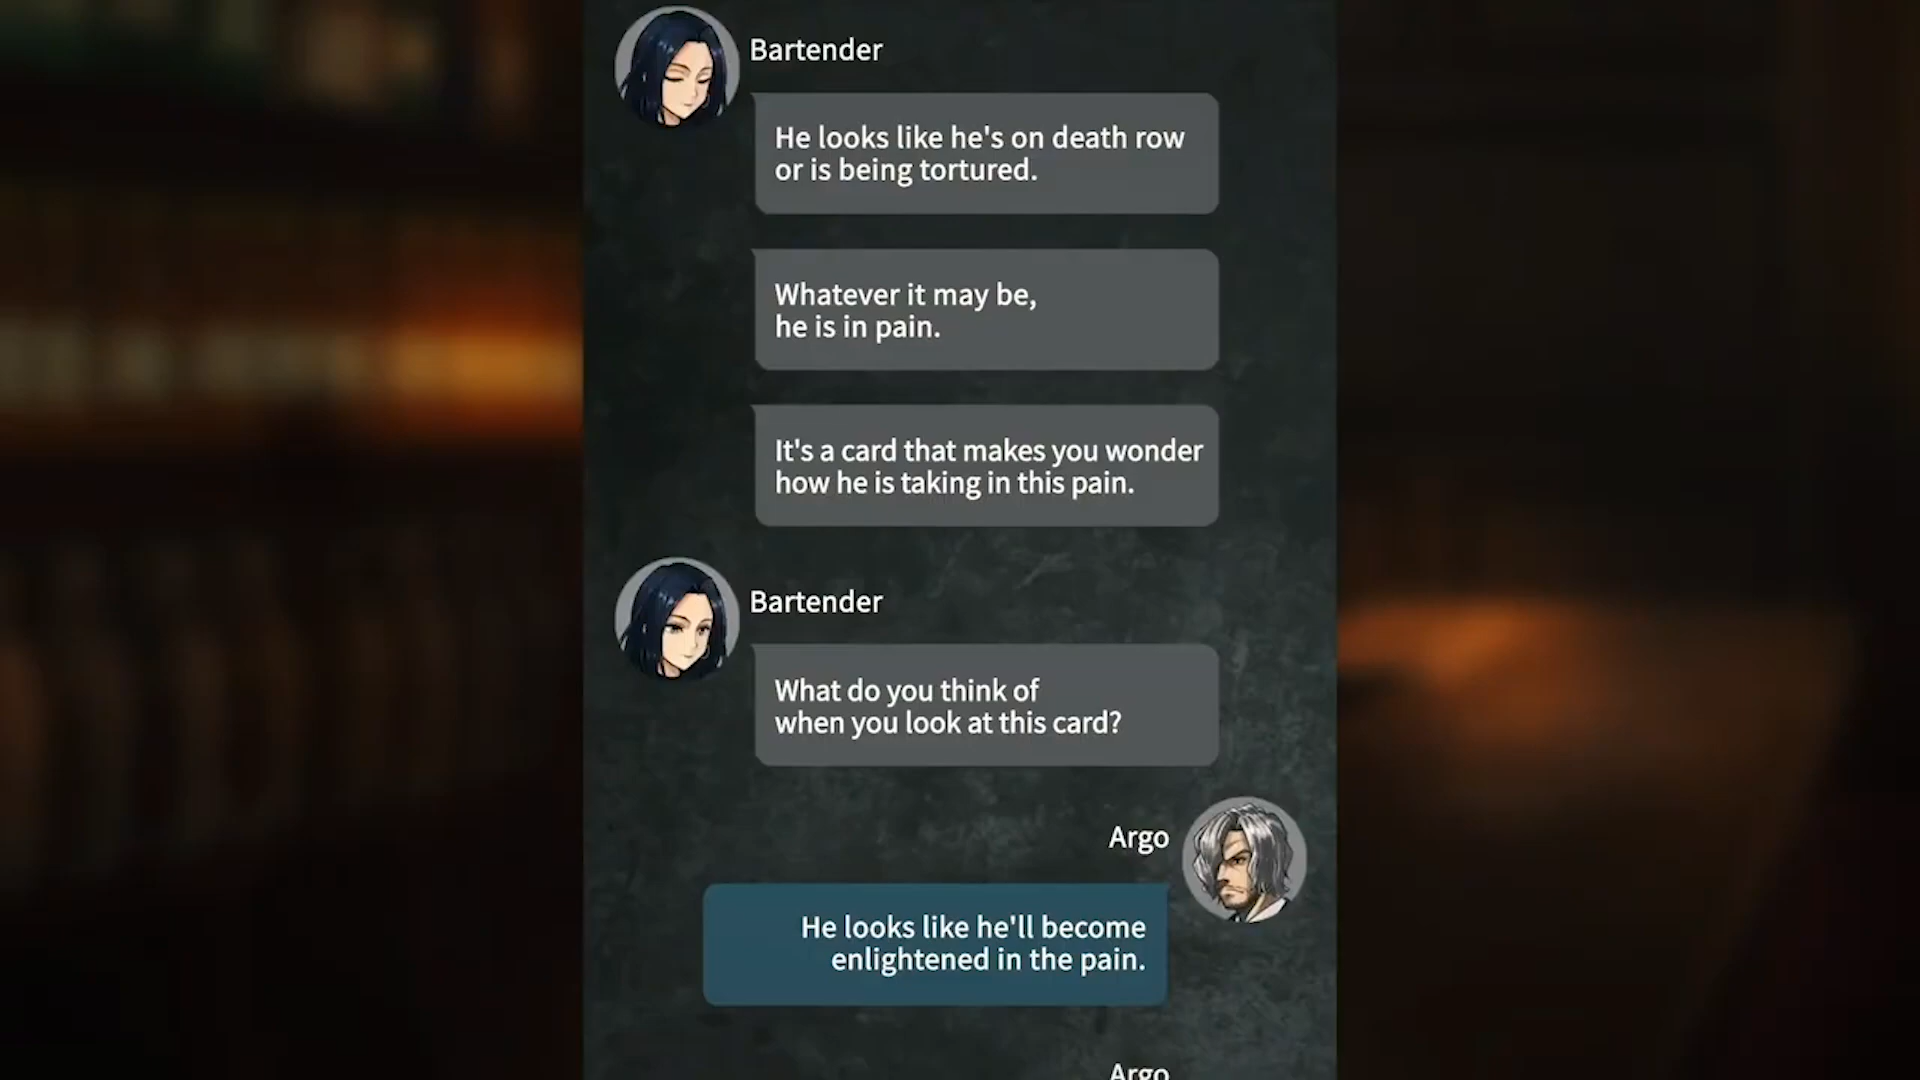 Bartender
He looks like he's on death row
or is being tortured.
Whatever it may be,
he is in pain.
It's a card that makes you wonder
how he is taking in this pain.
Bartender
What do you think of
when you look at this card?
Argo
He looks like he'll become
enlightened in the pain.
Argo